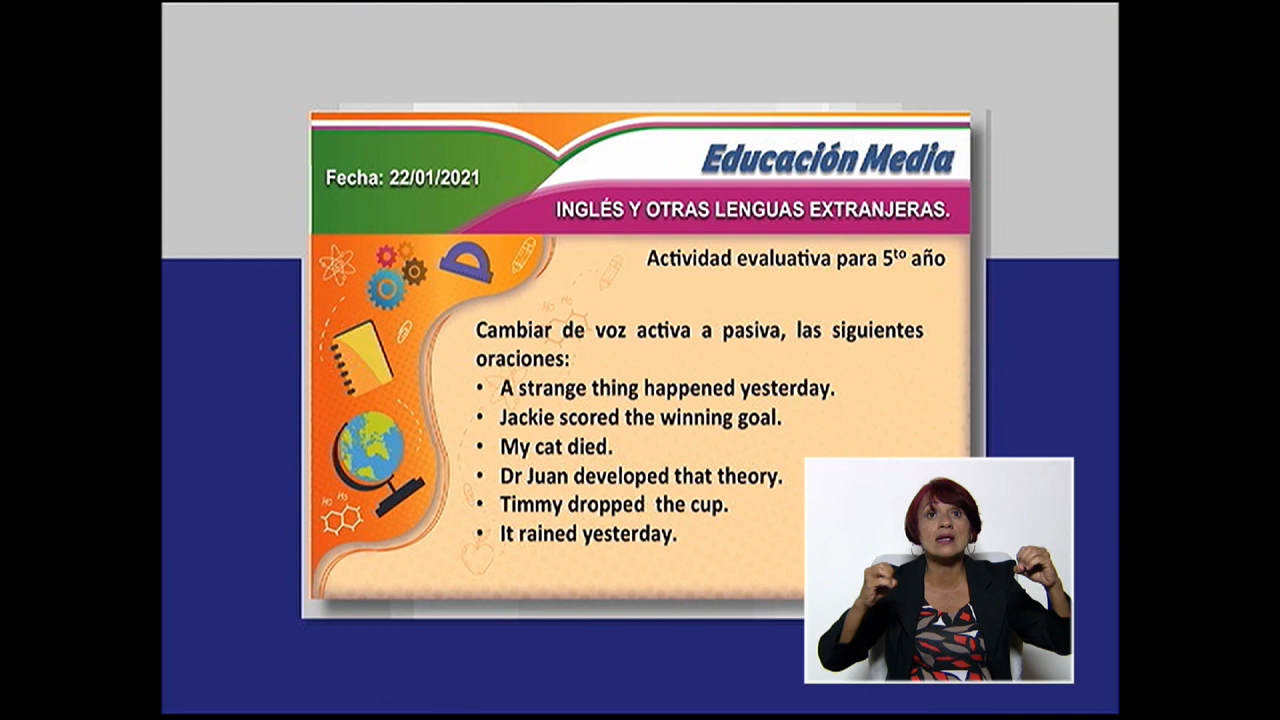 Educación Media
Fecha: 22/01/2021
INGLÉS Y OTRAS LENGUAS EXTRANJERAS.
Actividad evaluativa para 5to año
Cambiar de voz activa a pasiva, las siguientes
oraciones:
• A strange thing happened yesterday.
• Jackie scored the winning goal.
• My cat died.
• Dr Juan developed that theory.
• Timmy dropped the cup.
• It rained yesterday.